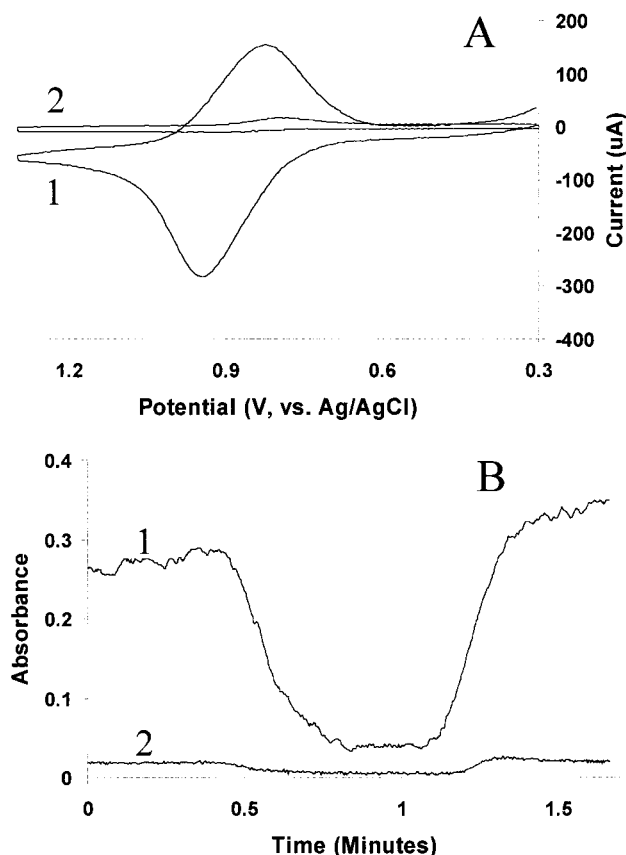 A
200
100
0
-100
-200
-300
-400
Current (uA)
2
1
1.2 0.9 0.6 0.3
Potential (V, vs. Ag/AgCl)
B
0.4
0.3
0.2
0.1
0
Absorbance
1
2
0 0.5 1 1.5
Time (Minutes)